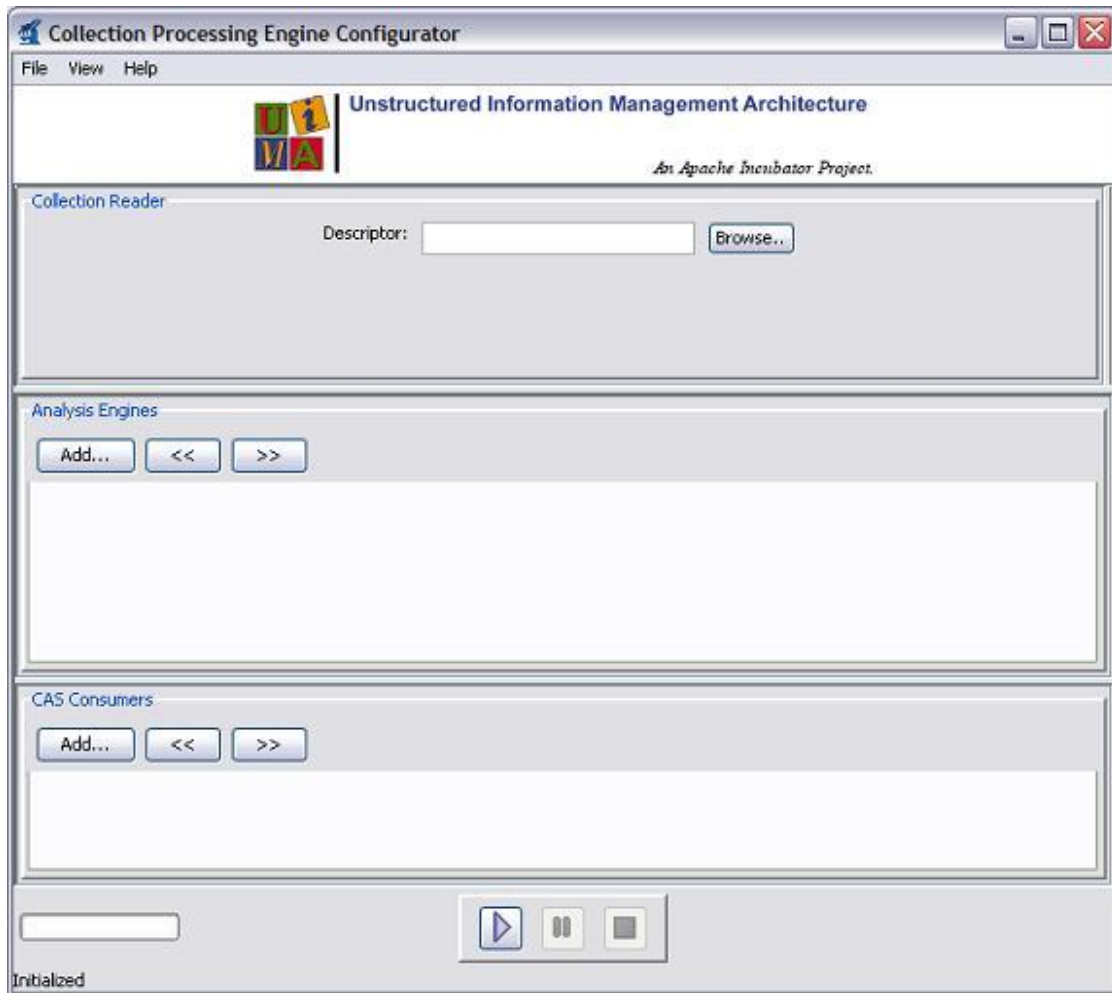 Collection Processing Engine Configurator
File View Help
UiMA
Unstructured Information Management Architecture
An Apache Incubator Project.
Collection Reader
Descriptor:
Browse..
Analysis Engines
Add... << >>
CAS Consumers
Add... << >>
Initialized